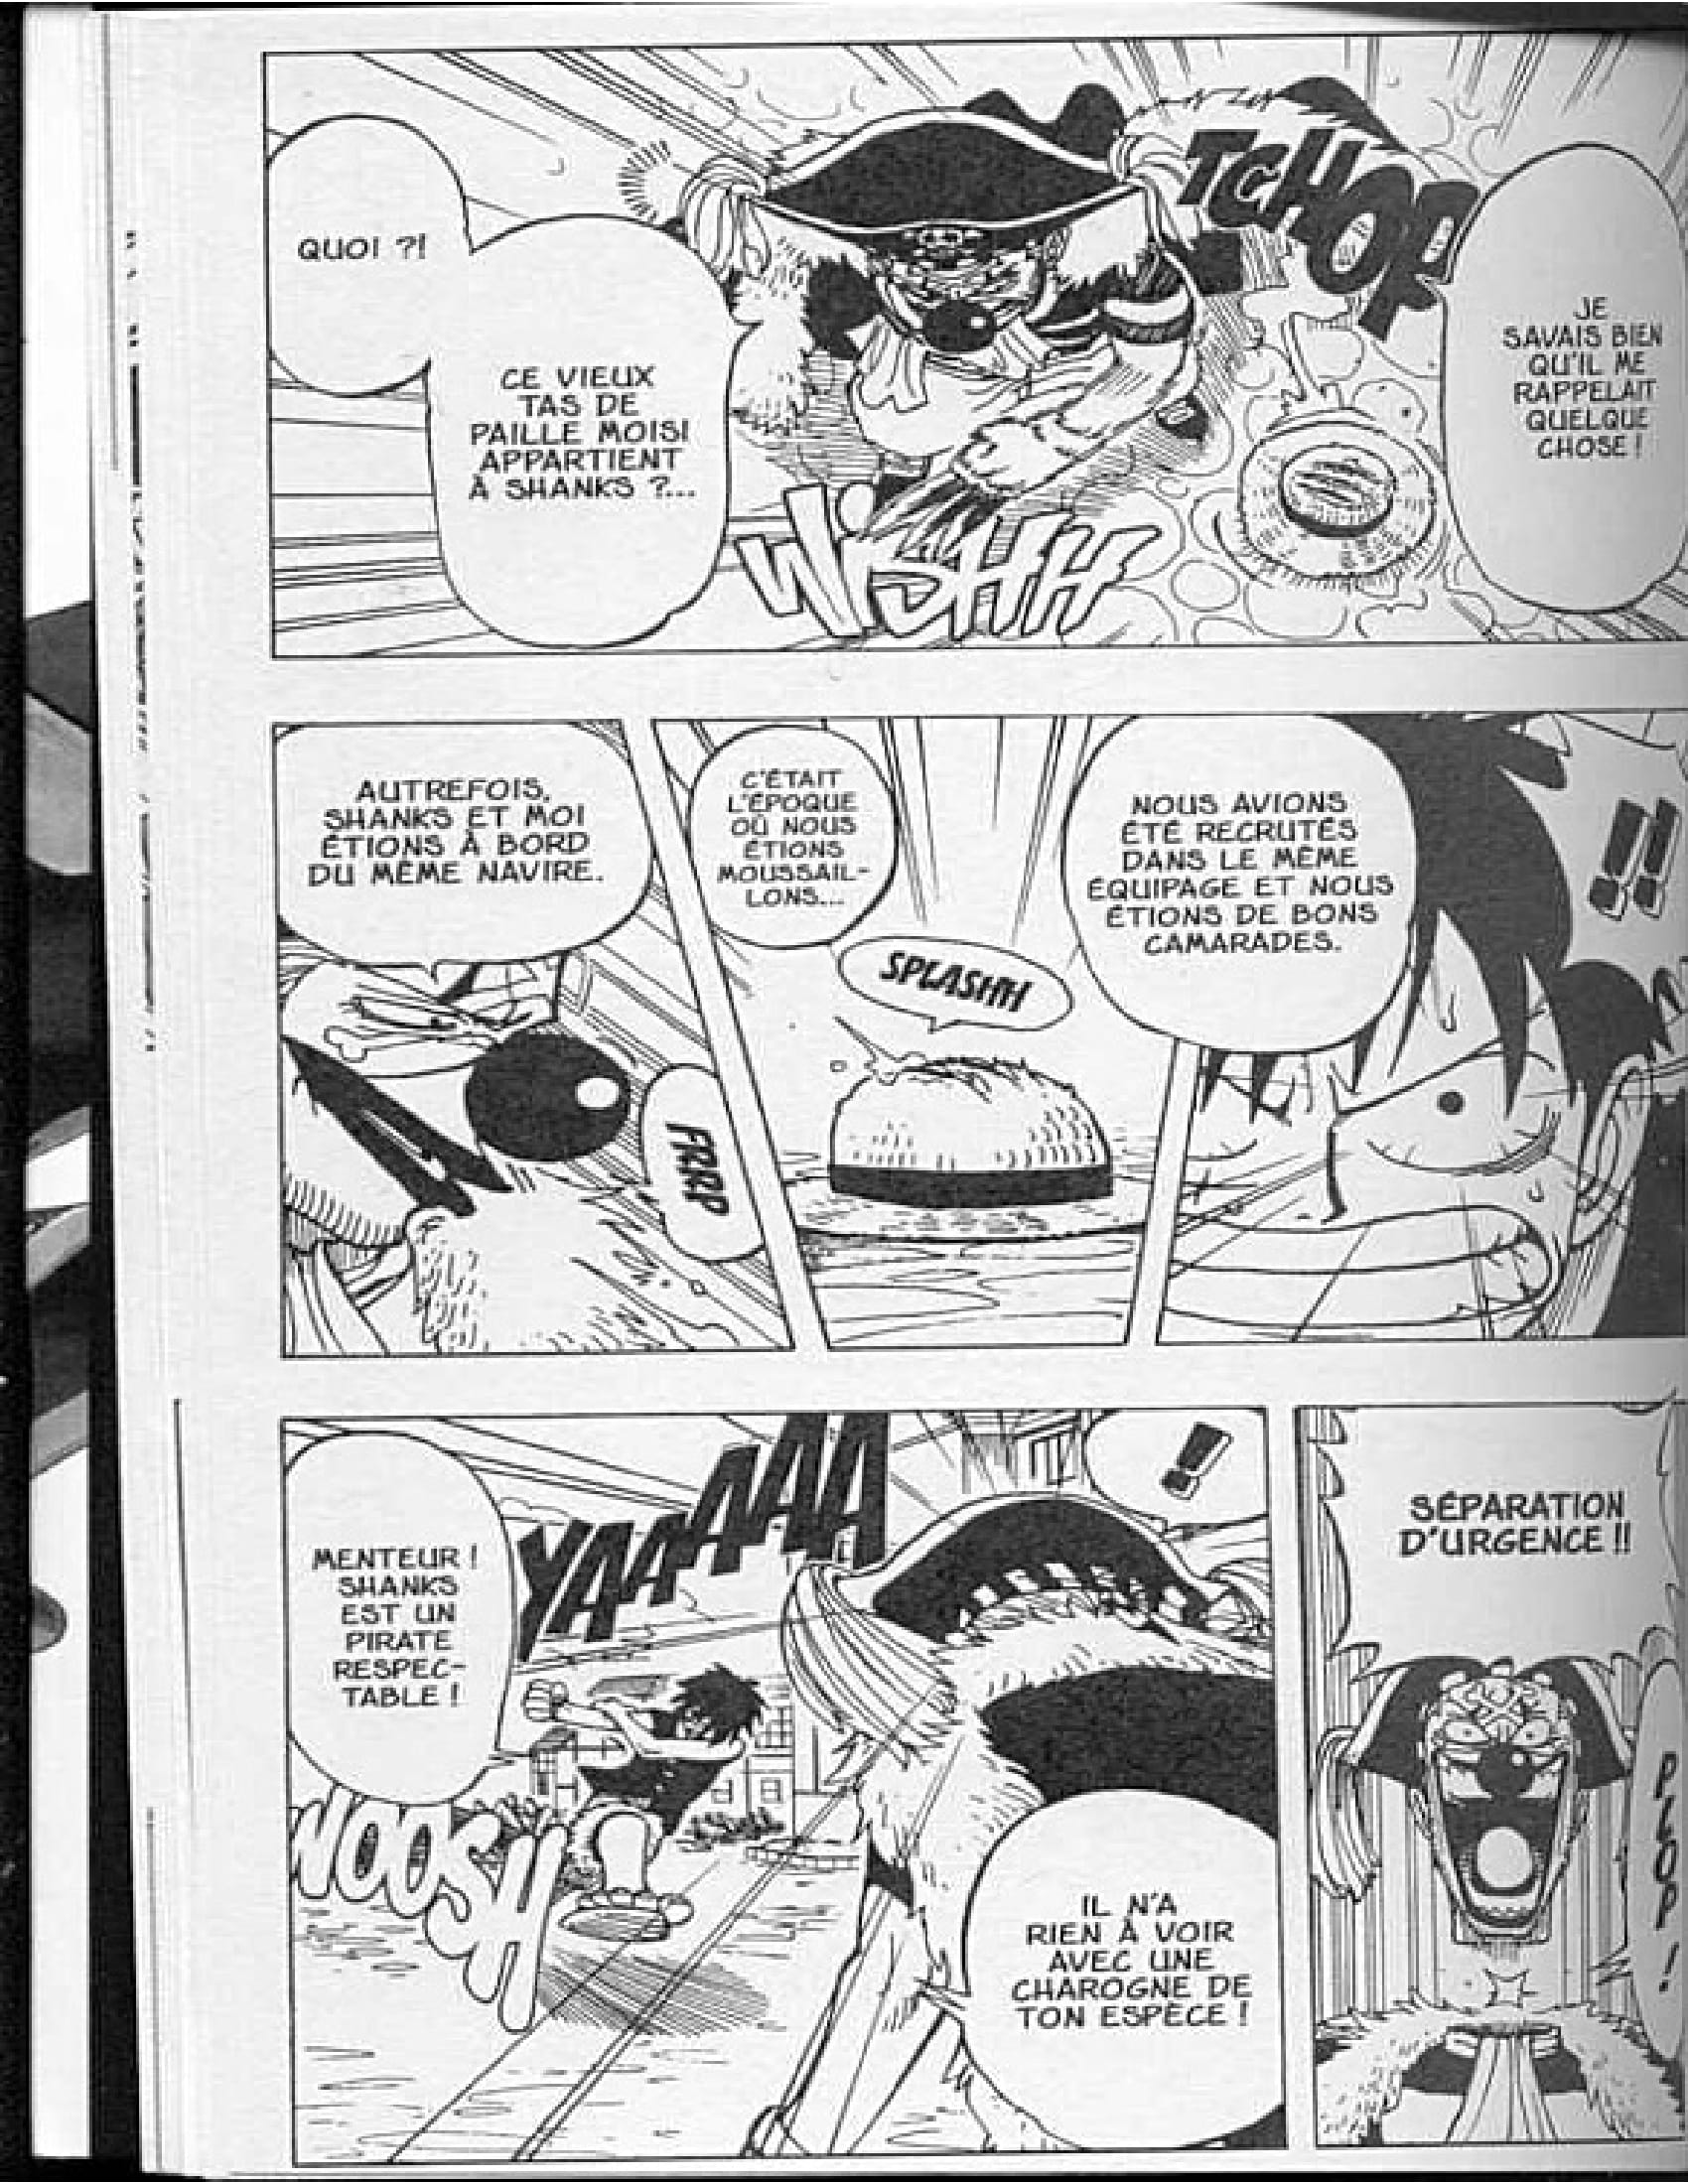 QUOI ?!
CE VIEUX
TAS DE
PAILLE MOISI
APPARTIENT
À SHANKS ?...
WISHH
TCHOP
JE
SAVAIS BIEN
QU'IL ME
RAPPELAIT
QUELQUE
CHOSE !
AUTREFOIS,
SHANKS ET MOI
ÉTIONS À BORD
DU MÊME NAVIRE.
FRRP
C'ÉTAIT
L'ÉPOQUE
OÙ NOUS
ÉTIONS
MOUSSAIL-
LONS...
SPLASHH
NOUS AVIONS
ÉTÉ RECRUTÉS
DANS LE MÊME
ÉQUIPAGE ET NOUS
ÉTIONS DE BONS
CAMARADES.
!!
MENTEUR !
SHANKS
EST UN
PIRATE
RESPEC-
TABLE !
YAAAAAA
WOOSH
!!
IL N'A
RIEN À VOIR
AVEC UNE
CHAROGNE DE
TON ESPÈCE !
SÉPARATION
D'URGENCE !!
PLOP !